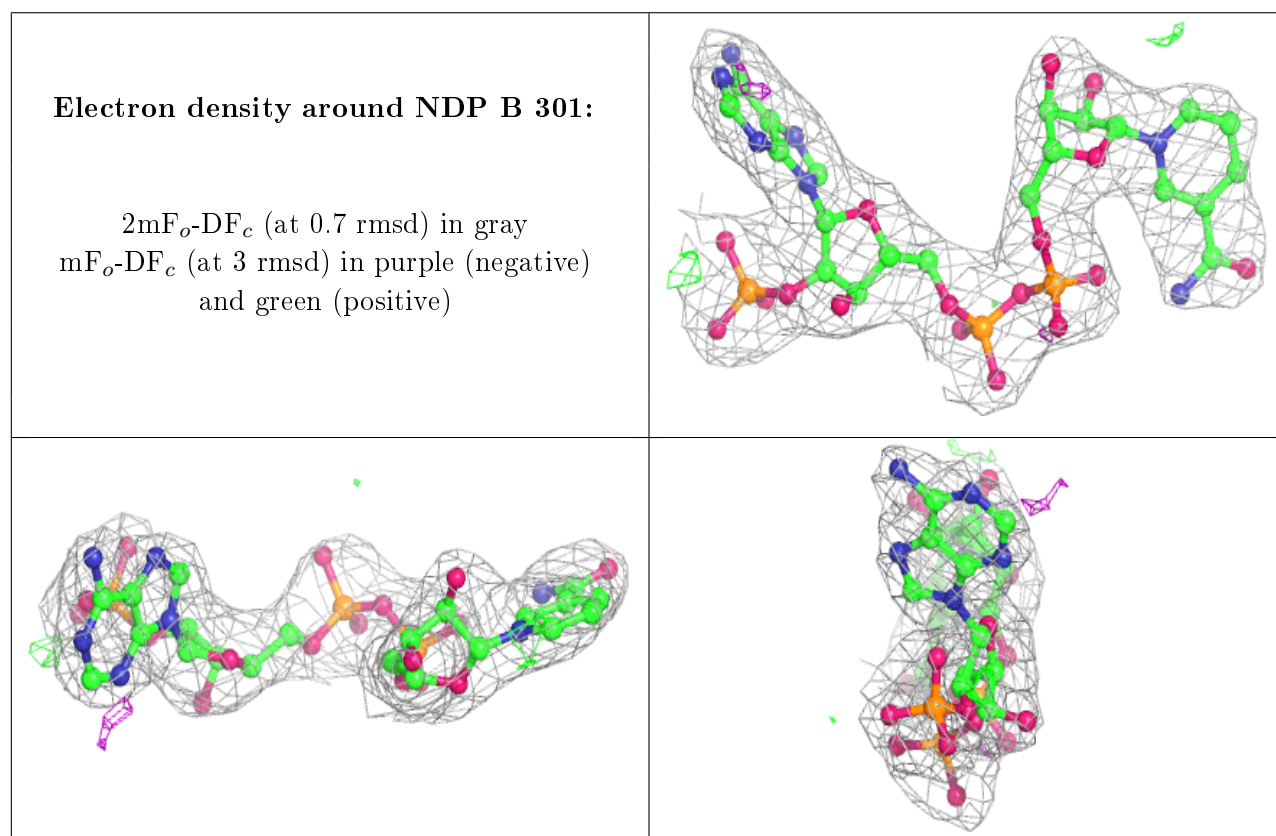 Electron density around NDP B 301:
2mFₒ-DF𝒸 (at 0.7 rmsd) in gray
mFₒ-DF𝒸 (at 3 rmsd) in purple (negative)
and green (positive)